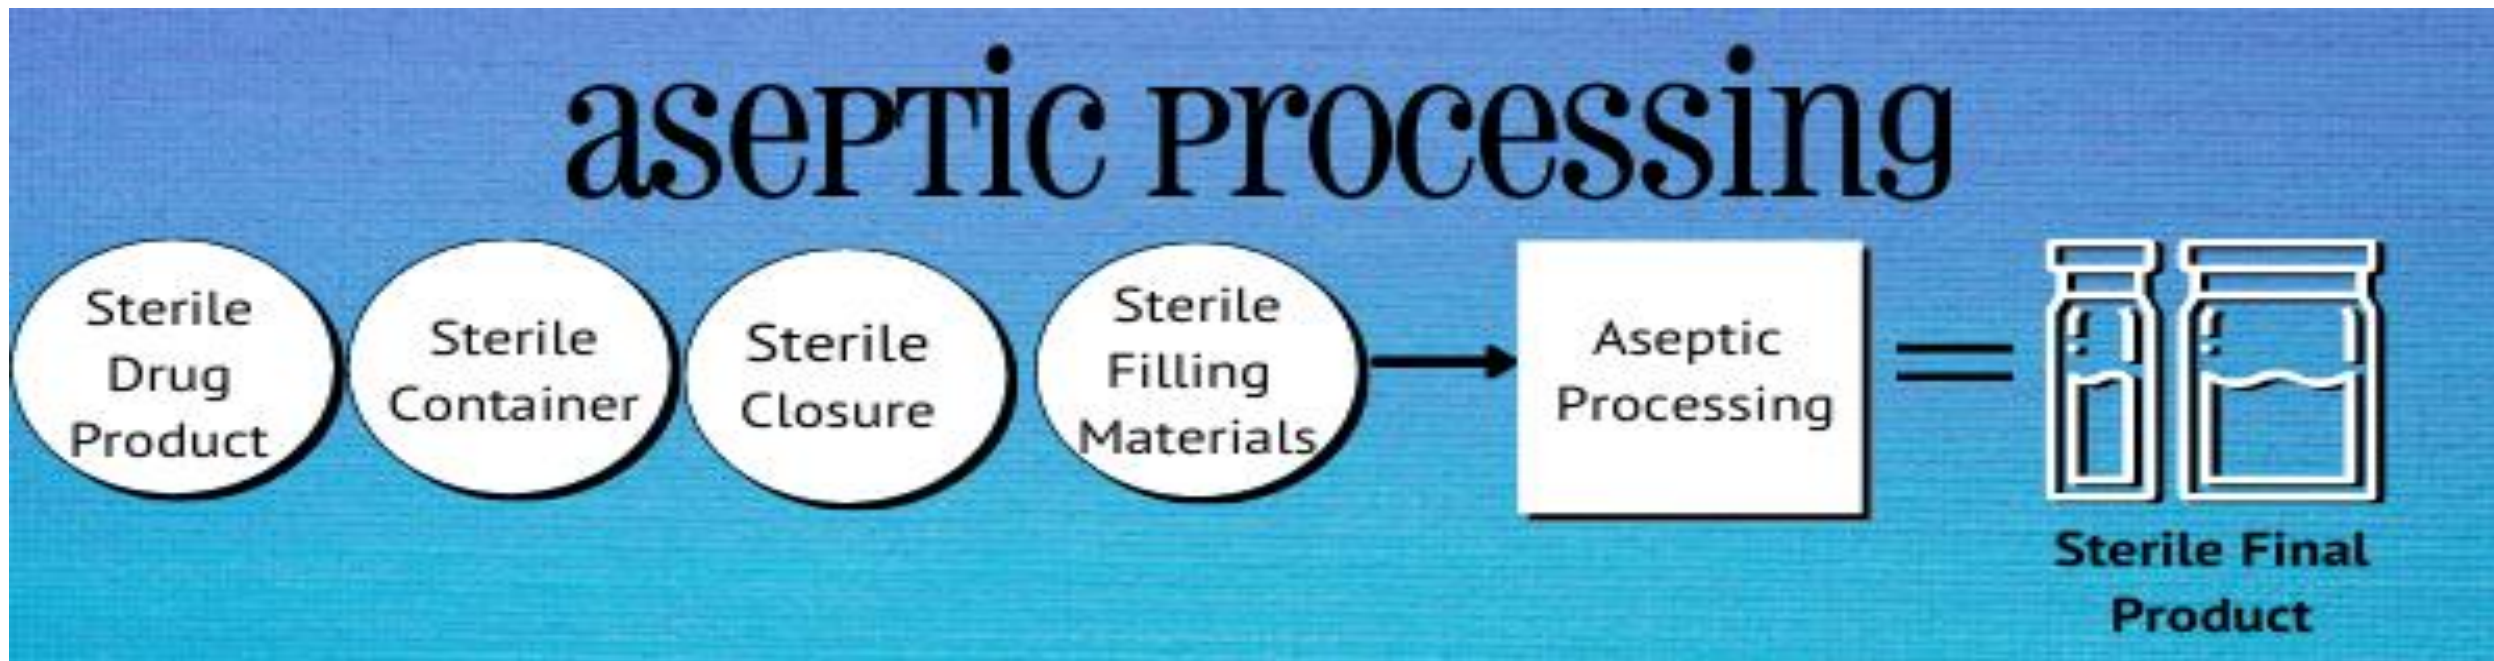 aseptic processing
Sterile
Drug
Product
Sterile
Container
Sterile
Closure
Sterile
Filling
Materials
Aseptic
Processing
Sterile Final
Product